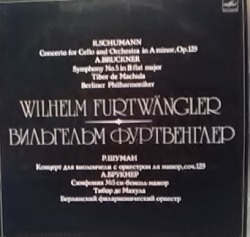 R.SCHUMANN
Concerto for Cello and Orchestra in A minor, Op.129
A.BRUCKNER
Symphony No.5 in B flat major
Tibor de Machula
Berliner Philharmoniker
WILHELM FURTWÄNGLER
ВИЛЬГЕЛЬМ ФУРТВЕНГЛЕР
Р.ШУМАН
Концерт для виолончели с оркестром ля минор, соч.129
А.БРУКНЕР
Симфония №5 си-бемоль мажор
Тибор де Махула
Берлинский филармонический оркестр